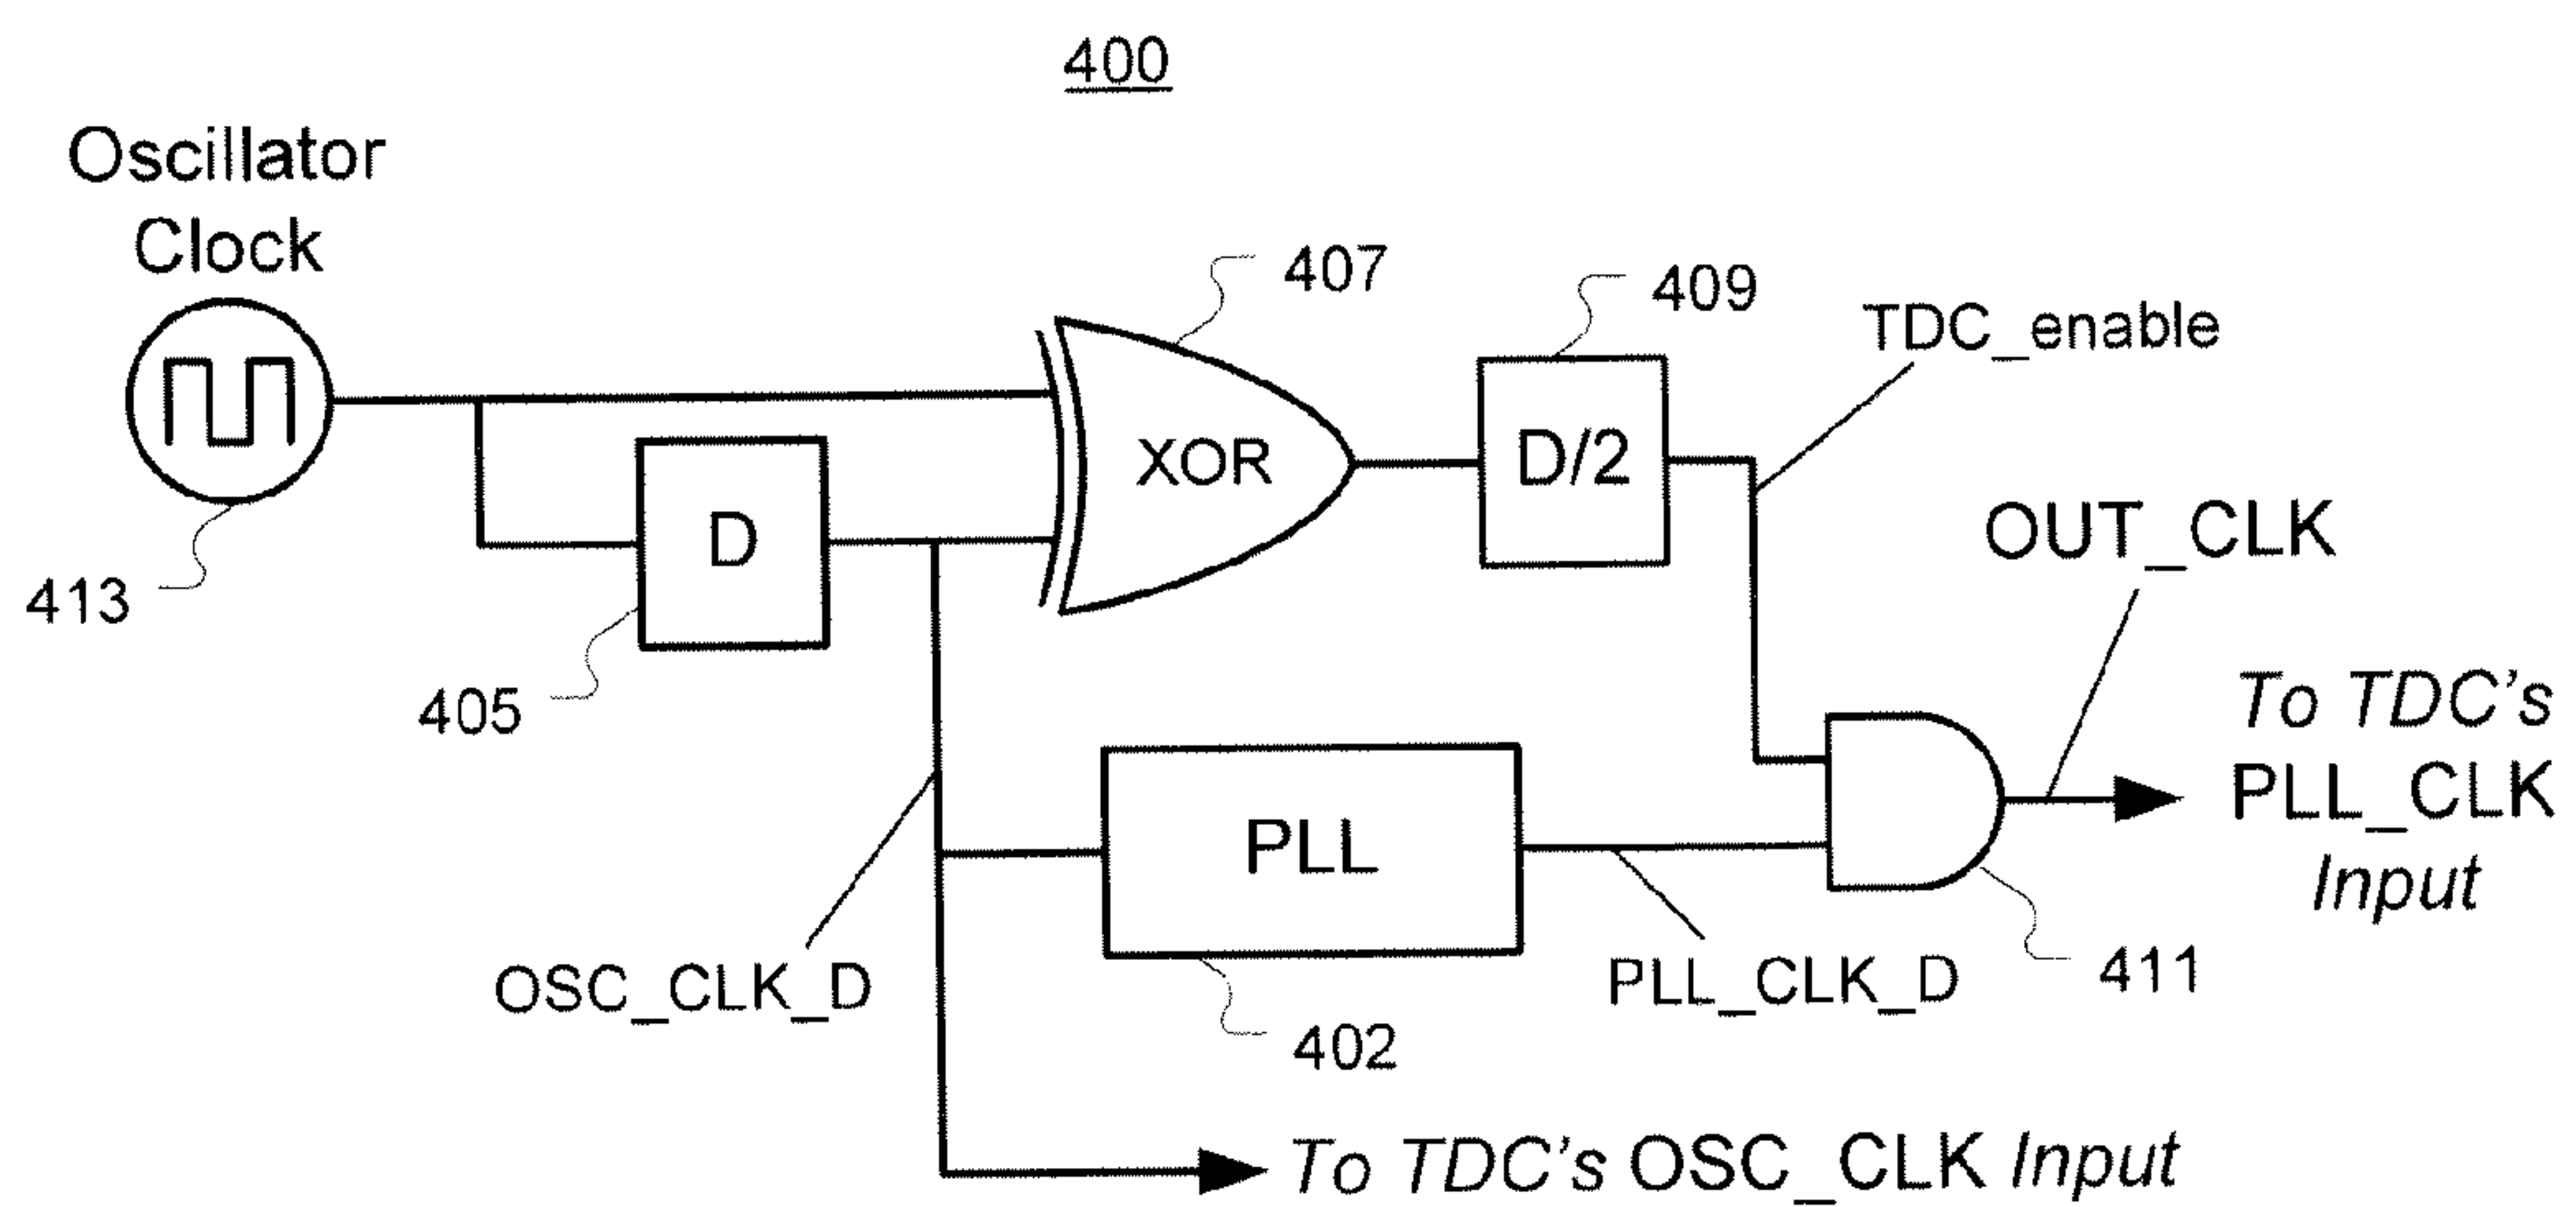 400
Oscillator
Clock
413
405
D
407
XOR
409
D/2
TDC_enable
OUT_CLK
To TDC's
PLL_CLK
Input
OSC_CLK_D
PLL
402
PLL_CLK_D
411
To TDC's OSC_CLK Input